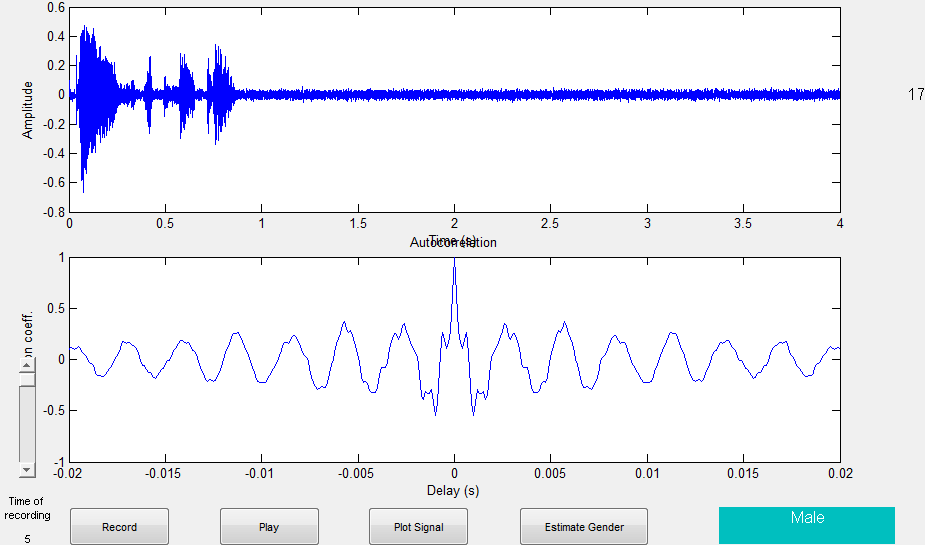 0.6
0.4
0.2
0
-0.2
-0.4
-0.6
-0.8
Amplitude
0 0.5 1 1.5 2 2.5 3 3.5 4
Time (s)
17
Autocorrelation
1
0.5
0
-0.5
-1
n coeff.
-0.02 -0.015 -0.01 -0.005 0 0.005 0.01 0.015 0.02
Delay (s)
Time of
recording
5
Record Play Plot Signal Estimate Gender Male